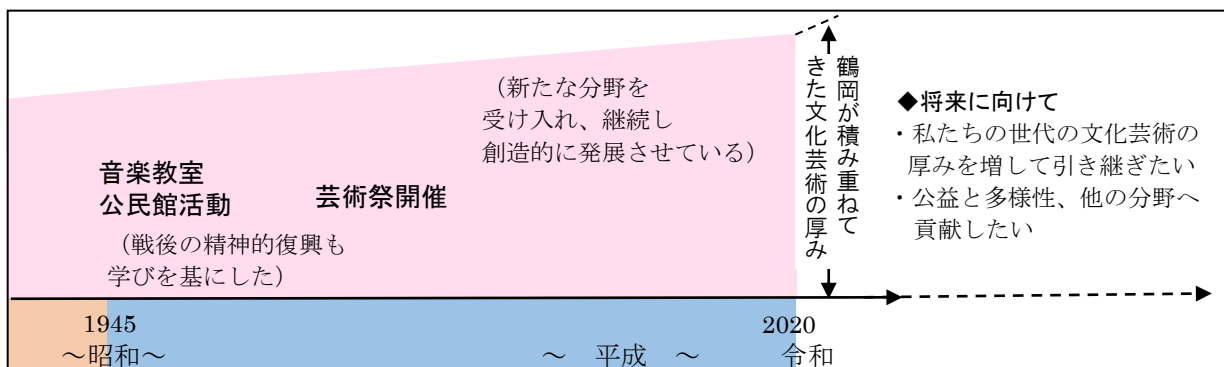 （新たな分野を
受け入れ、継続し
創造的に発展させている）
音楽教室
公民館活動
芸術祭開催
（戦後の精神的復興も
学びを基にした）
鶴岡が積み重ねて
きた文化芸術の厚み
◆将来に向けて
・私たちの世代の文化芸術の
厚みを増して引き継ぎたい
・公益と多様性、他の分野へ
貢献したい
1945
2020
～昭和～
～　平成　～
令和